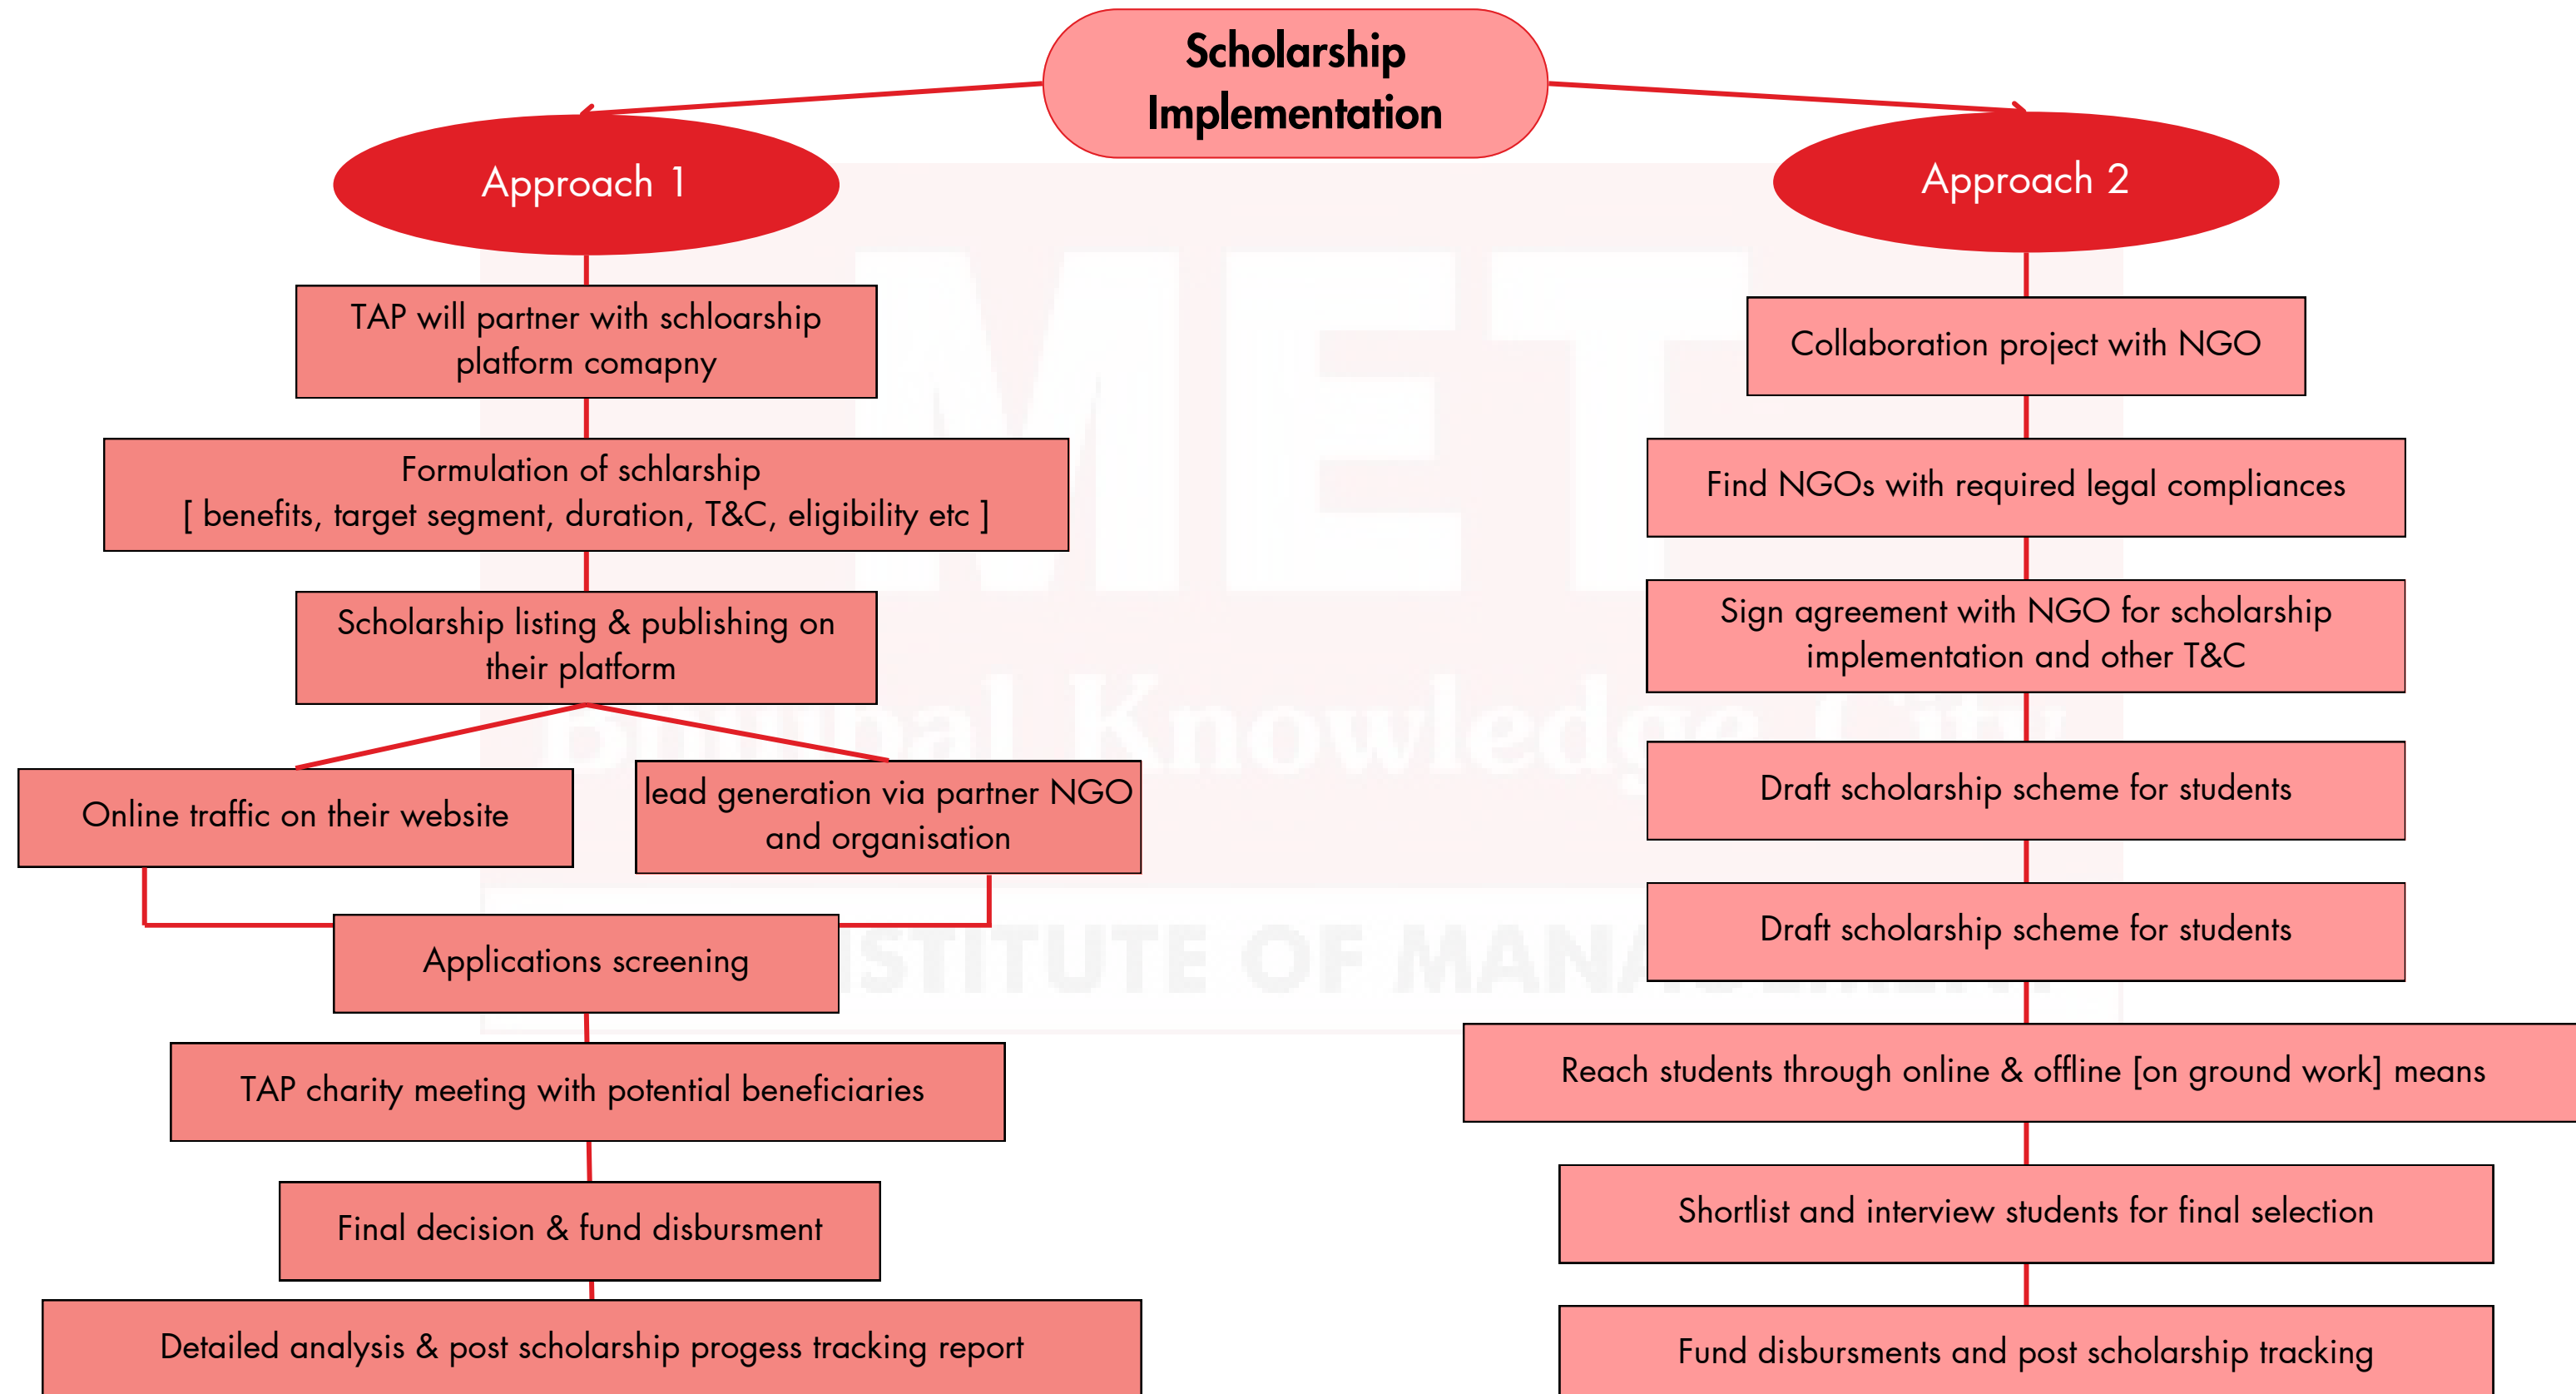 Scholarship
Implementation
Approach 1
TAP will partner with schloarship
platform comapny
Formulation of schlarship
[ benefits, target segment, duration, T&C, eligibility etc ]
Scholarship listing & publishing on
their platform
Online traffic on their website
lead generation via partner NGO
and organisation
Applications screening
TAP charity meeting with potential beneficiaries
Final decision & fund disbursment
Detailed analysis & post scholarship progess tracking report
Approach 2
Collaboration project with NGO
Find NGOs with required legal compliances
Sign agreement with NGO for scholarship
implementation and other T&C
Draft scholarship scheme for students
Draft scholarship scheme for students
Reach students through online & offline [on ground work] means
Shortlist and interview students for final selection
Fund disbursments and post scholarship tracking
MET
Knowledge City
OF